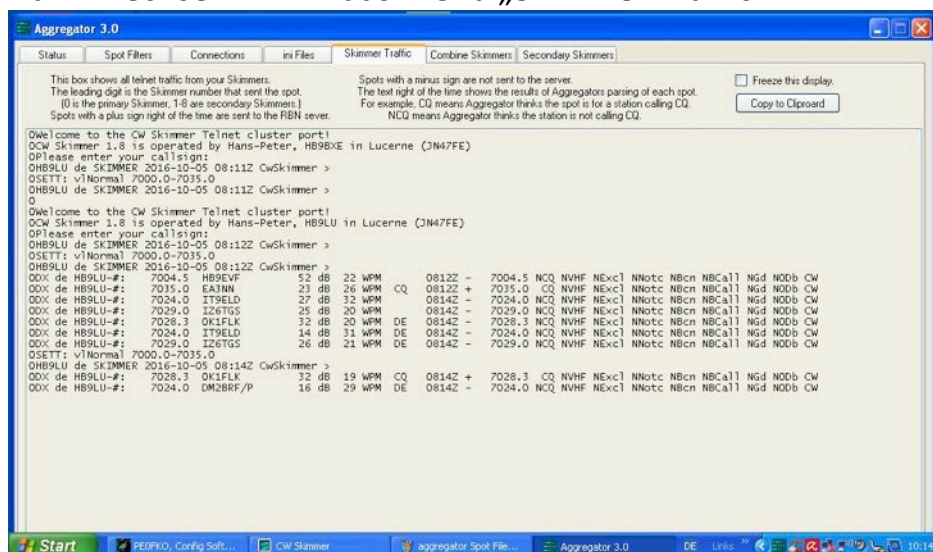 Aggregator 3.0
Status Spot Filters Connections ini Files Skimmer Traffic Combine Skimmers Secondary Skimmers
This box shows all telnet traffic from your Skimmers.
The leading digit is the Skimmer number that sent the spot.
(0 is the primary Skimmer, 1-8 are secondary Skimmers.)
Spots with a plus sign right of the time are sent to the RBN sever.
Spots with a minus sign are not sent to the server.
The text right of the time shows the results of Aggregators parsing of each spot.
For example, CQ means Aggregator thinks the spot is for a station calling CQ.
NCQ means Aggregator thinks the station is not calling CQ.
Freeze this display.
Copy to Clipboard
0Welcome to the CW Skimmer Telnet cluster port!
0CW Skimmer 1.8 is operated by Hans-Peter, HB9BXE in Lucerne (JN47FE)
0Please enter your callsign:
0HB9LU de SKIMMER 2016-10-05 08:11Z CwSkimmer >
0SETT: vlNormal 7000.0-7035.0
0HB9LU de SKIMMER 2016-10-05 08:11Z CwSkimmer >
0
0Welcome to the CW Skimmer Telnet cluster port!
0CW Skimmer 1.8 is operated by Hans-Peter, HB9LU in Lucerne (JN47FE)
0Please enter your callsign:
0HB9LU de SKIMMER 2016-10-05 08:12Z CwSkimmer >
0SETT: vlNormal 7000.0-7035.0
0HB9LU de SKIMMER 2016-10-05 08:12Z CwSkimmer >
0DX de HB9LU-#: 7004.5 HB9EVF 52 dB 22 WPM 0812Z - 7004.5 NCQ NVHF NExcl NNotc NBcn NBCall NGd NODb CW
0DX de HB9LU-#: 7035.0 EA3NN 23 dB 26 WPM CQ 0812Z + 7035.0 CQ NVHF NExcl NNotc NBcn NBCall NGd NODb CW
0DX de HB9LU-#: 7024.0 IT9ELD 27 dB 32 WPM 0814Z - 7024.0 NCQ NVHF NExcl NNotc NBcn NBCall NGd NODb CW
0DX de HB9LU-#: 7029.0 IZ6TGS 25 dB 20 WPM 0814Z - 7029.0 NCQ NVHF NExcl NNotc NBcn NBCall NGd NODb CW
0DX de HB9LU-#: 7028.3 OK1FLK 32 dB 20 WPM DE 0814Z - 7028.3 NCQ NVHF NExcl NNotc NBcn NBCall NGd NODb CW
0DX de HB9LU-#: 7024.0 IT9ELD 14 dB 31 WPM DE 0814Z - 7024.0 NCQ NVHF NExcl NNotc NBcn NBCall NGd NODb CW
0DX de HB9LU-#: 7029.0 IZ6TGS 26 dB 21 WPM DE 0814Z - 7029.0 NCQ NVHF NExcl NNotc NBcn NBCall NGd NODb CW
0SETT: vlNormal 7000.0-7035.0
0HB9LU de SKIMMER 2016-10-05 08:14Z CwSkimmer >
0DX de HB9LU-#: 7028.3 OK1FLK 32 dB 19 WPM CQ 0814Z + 7028.3 CQ NVHF NExcl NNotc NBcn NBCall NGd NODb CW
0DX de HB9LU-#: 7024.0 DM2BRF/P 16 dB 29 WPM DE 0814Z - 7024.0 NCQ NVHF NExcl NNotc NBcn NBCall NGd NODb CW
Start PE0FKO, Config Soft... CW Skimmer aggregator Spot File... Aggregator 3.0 DE Links 10:14